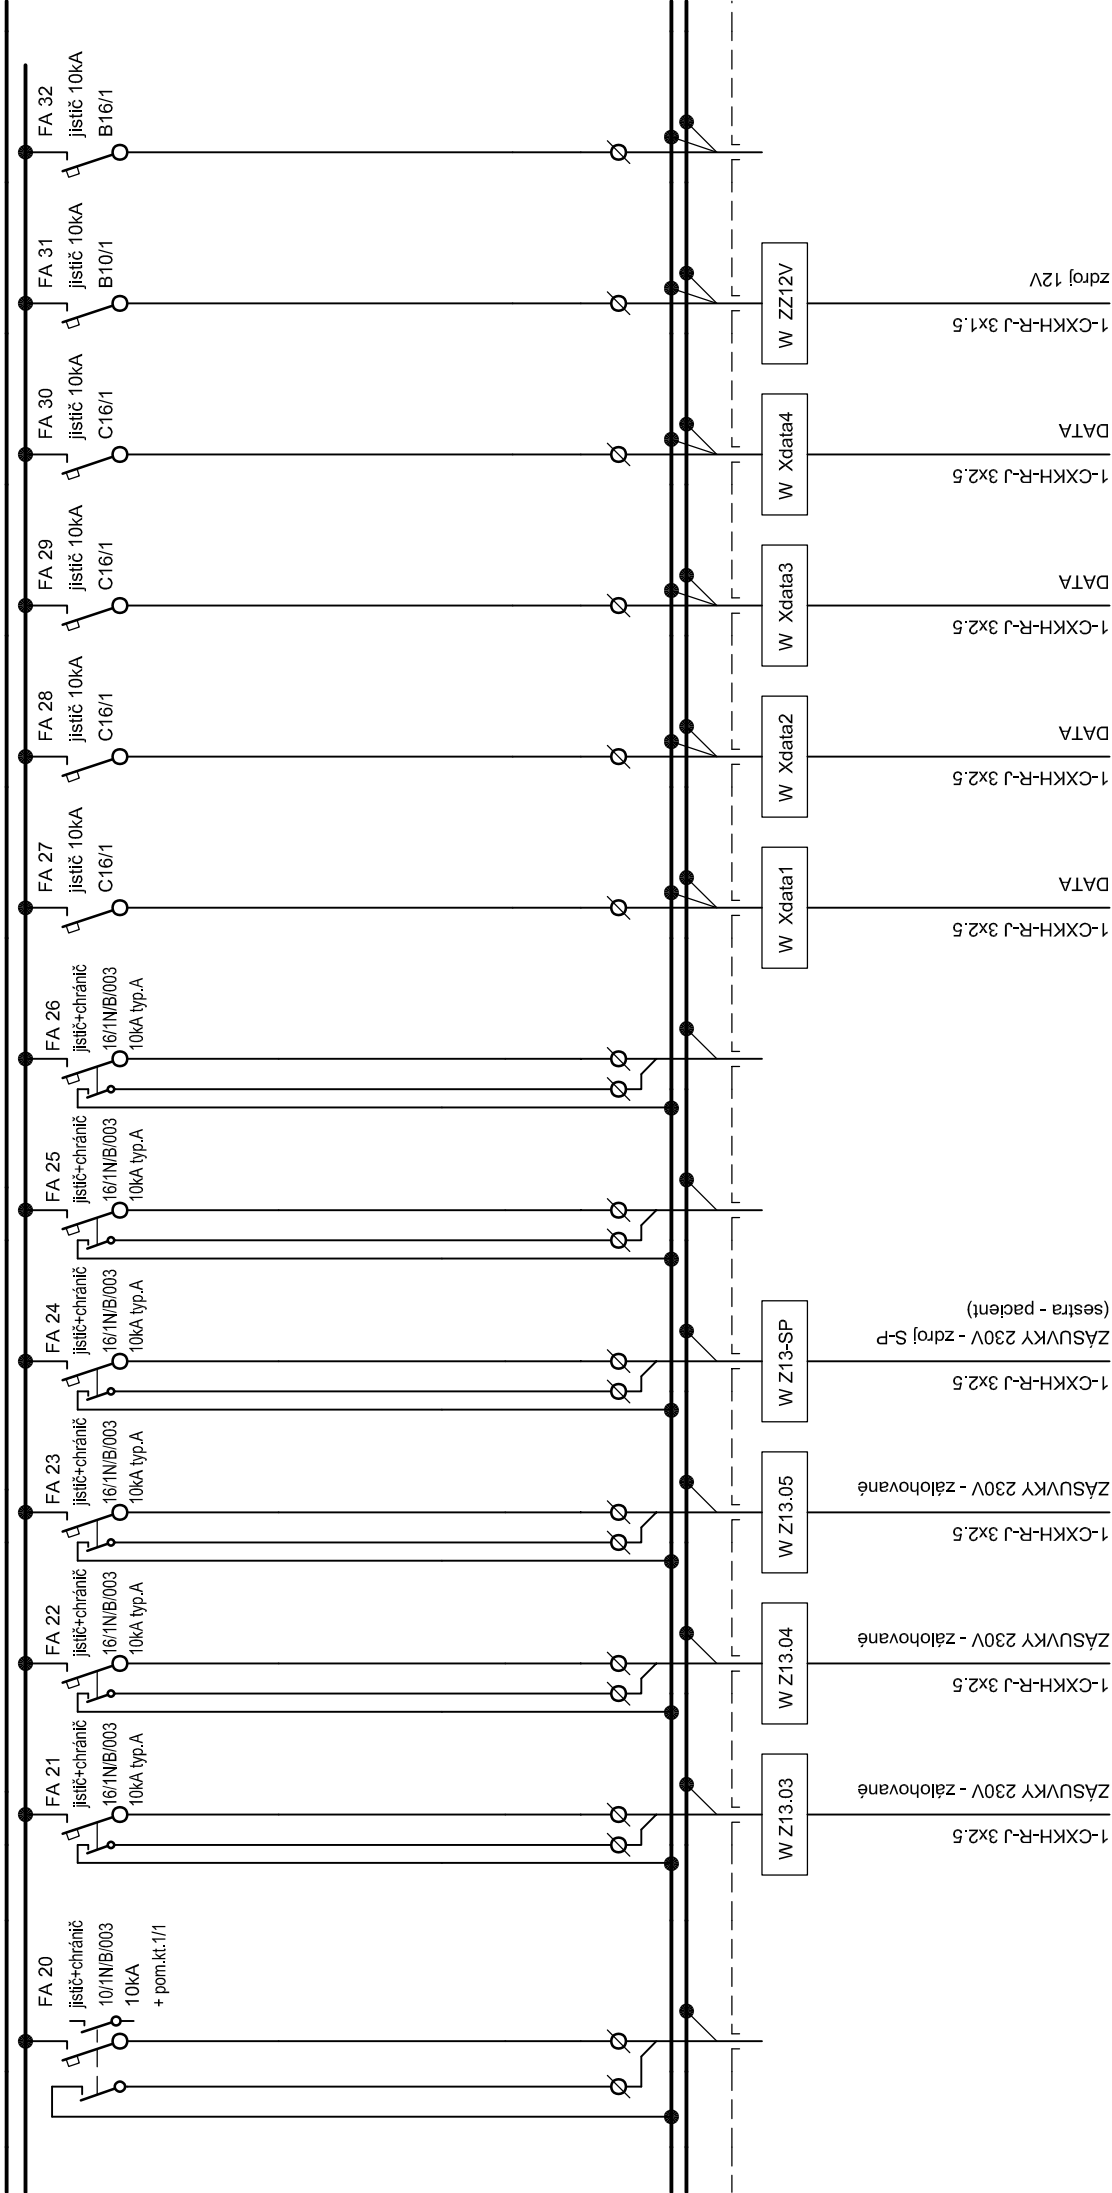 FA 20
jistič+chránič
10/1N/B/003
10kA
+ pom.kt.1/1
FA 21
jistič+chránič
16/1N/B/003
10kA typ.A
W Z13.03
1-CXKH-R-J 3x2.5
ZÁSUVKY 230V - zálohované
FA 22
jistič+chránič
16/1N/B/003
10kA typ.A
W Z13.04
1-CXKH-R-J 3x2.5
ZÁSUVKY 230V - zálohované
FA 23
jistič+chránič
16/1N/B/003
10kA typ.A
W Z13.05
1-CXKH-R-J 3x2.5
ZÁSUVKY 230V - zálohované
FA 24
jistič+chránič
16/1N/B/003
10kA typ.A
W Z13-SP
1-CXKH-R-J 3x2.5
ZÁSUVKY 230V - zdroj S-P
(sestra - pacient)
FA 25
jistič+chránič
16/1N/B/003
10kA typ.A
FA 26
jistič+chránič
16/1N/B/003
10kA typ.A
FA 27
jistič 10kA
C16/1
W Xdata1
1-CXKH-R-J 3x2.5
DATA
FA 28
jistič 10kA
C16/1
W Xdata2
1-CXKH-R-J 3x2.5
DATA
FA 29
jistič 10kA
C16/1
W Xdata3
1-CXKH-R-J 3x2.5
DATA
FA 30
jistič 10kA
C16/1
W Xdata4
1-CXKH-R-J 3x2.5
DATA
FA 31
jistič 10kA
B10/1
W ZZ12V
1-CXKH-R-J 3x1.5
zdroj 12V
FA 32
jistič 10kA
B16/1